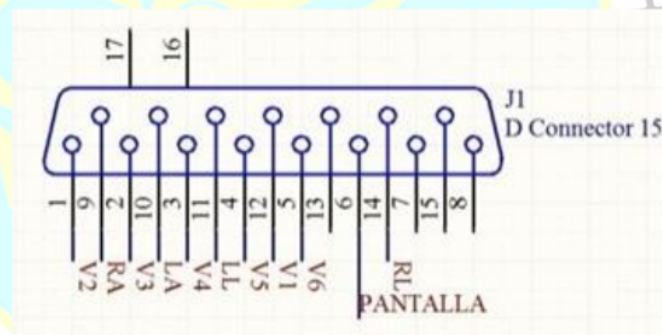 17 16
J1
D Connector 15
1 9 2 10 3 11 4 12 5 13 6 14 7 15 8
V2 RA V3 LA V4 LL V5 V1 V6 RL
PANTALLA